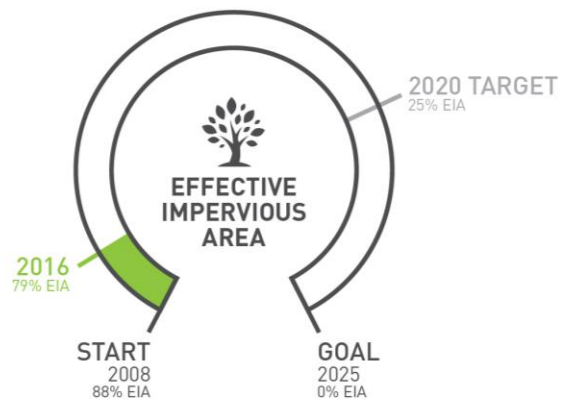 2020 TARGET
25% EIA
EFFECTIVE
IMPERVIOUS
AREA
2016
79% EIA
START
2008
88% EIA
GOAL
2025
0% EIA